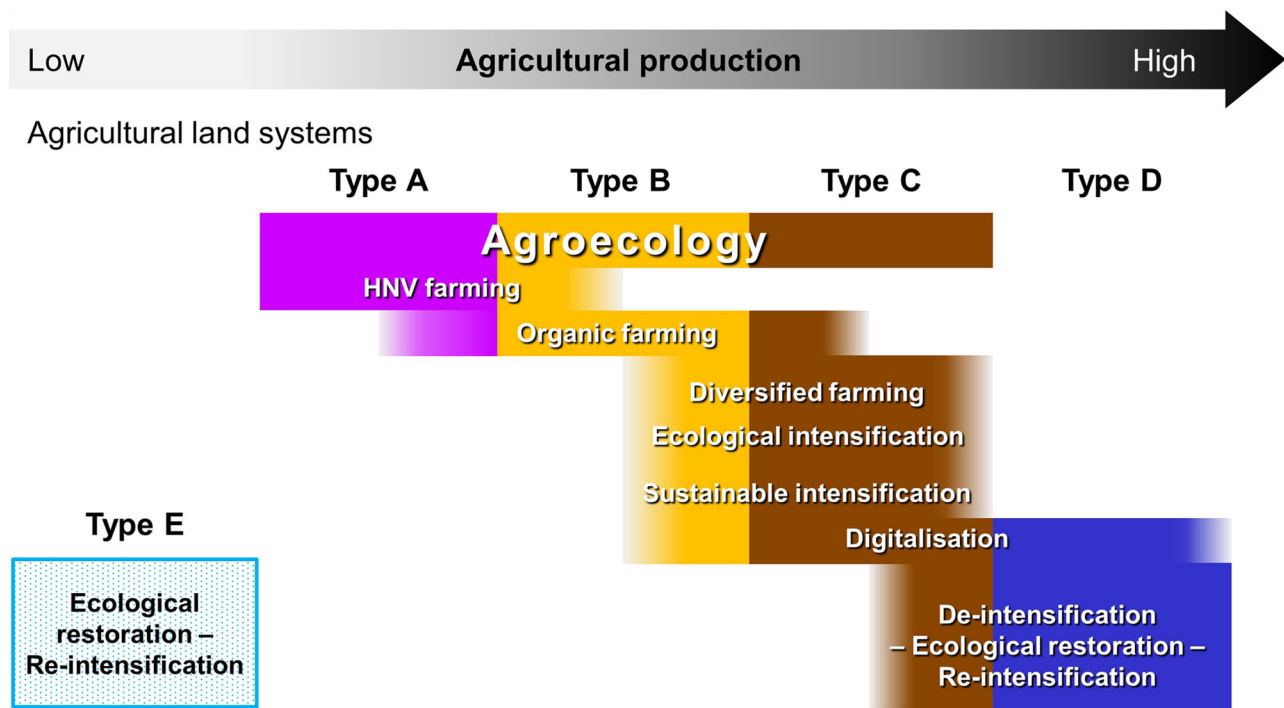 Low Agricultural production High
Agricultural land systems
Type A Type B Type C Type D
Agroecology
HNV farming
Organic farming
Diversified farming
Ecological intensification
Sustainable intensification
Type E
Digitalisation
Ecological
restoration –
Re-intensification
De-intensification
– Ecological restoration –
Re-intensification